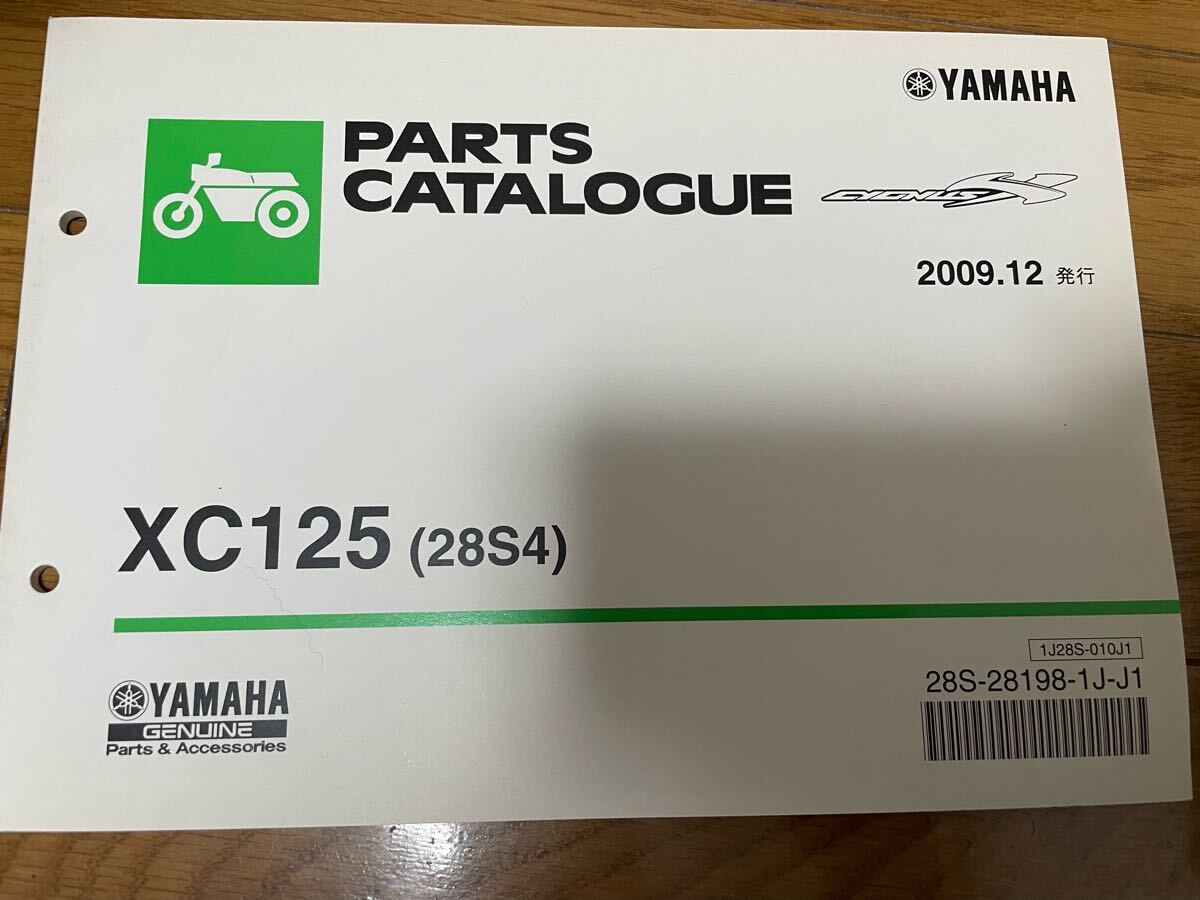 YAMAHA
PARTS
CATALOGUE
CYGNUS X
2009.12 発行
XC125 (28S4)
1J28S-010J1
28S-28198-1J-J1
YAMAHA
GENUINE
Parts & Accessories